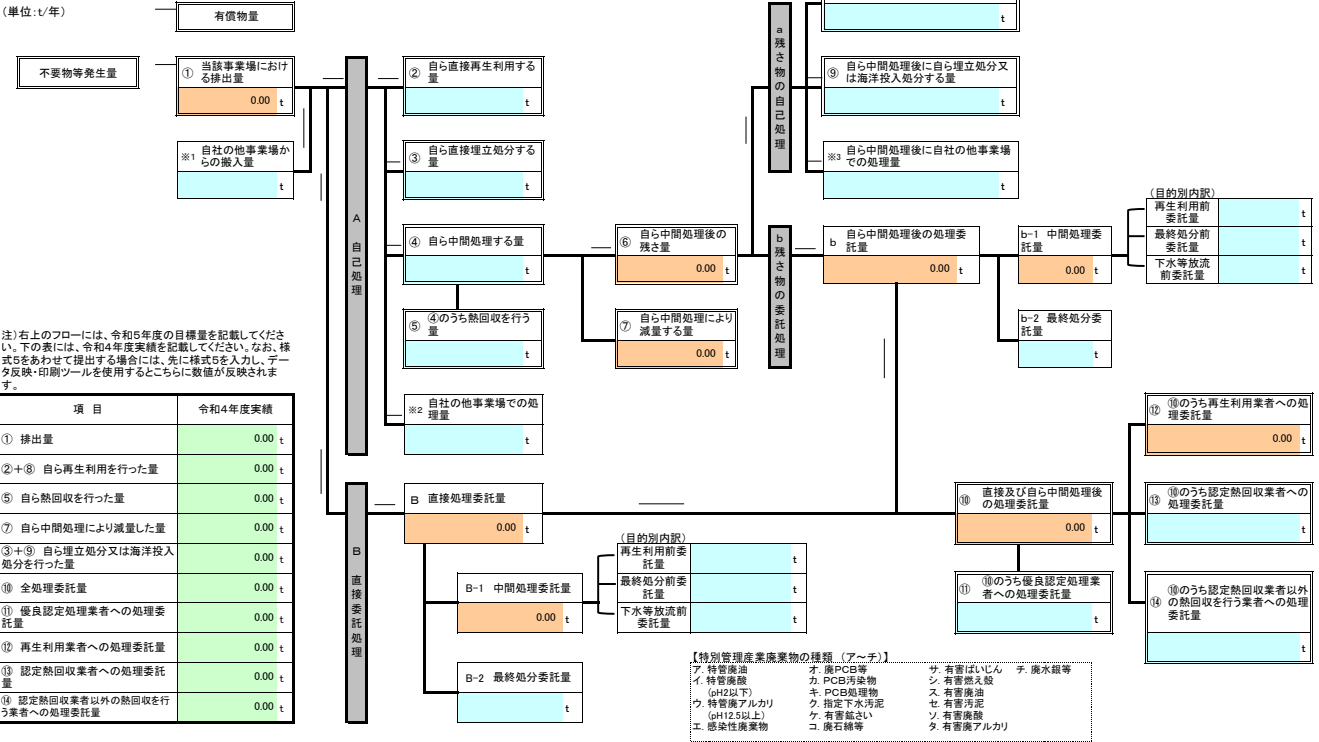 (単位:t/年)
有償物量
t
不要物等発生量
① 当該事業場におけ
る排出量
0.00 t
※1 自社の他事業場か
らの搬入量
t
A 自己処理
② 自ら直接再生利用する
量
t
③ 自ら直接埋立処分する
量
t
④ 自ら中間処理する量
t
⑤ ④のうち熱回収を行う
量
t
※2 自社の他事業場での処
理量
t
⑥ 自ら中間処理後の
残さ量
0.00 t
⑦ 自ら中間処理により
減量する量
0.00 t
a 残さ物の自己処理
⑨ 自ら中間処理後に自ら埋立処分又
は海洋投入処分する量
t
※3 自ら中間処理後に自社の他事業場
での処理量
t
b 残さ物の委託処理
b 自ら中間処理後の処理委
託量
0.00 t
b-1 中間処理委
託量
0.00 t
(目的別内訳)
再生利用前
委託量 t
最終処分前
委託量 t
下水等放流
前委託量 t
b-2 最終処分委
託量
t
注)右上のフローには、令和5年度の目標量を記載してくださ
い。下の表には、令和4年度実績を記載してください。なお、様
式5をあわせて提出する場合には、先に様式5を入力し、デー
タ反映・印刷ツールを使用するとこちらに数値が反映されま
す。
項 目 令和4年度実績
① 排出量 0.00 t
②+⑧ 自ら再生利用を行った量 0.00 t
⑤ 自ら熱回収を行った量 0.00 t
⑦ 自ら中間処理により減量した量 0.00 t
③+⑨ 自ら埋立処分又は海洋投入
処分を行った量 0.00 t
⑩ 全処理委託量 0.00 t
⑪ 優良認定処理業者への処理委
託量 0.00 t
⑫ 再生利用業者への処理委託量 0.00 t
⑬ 認定熱回収業者への処理委託
量 0.00 t
⑭ 認定熱回収業者以外の熱回収を行
う業者への処理委託量 0.00 t
B 直接委託処理
B 直接処理委託量
0.00 t
B-1 中間処理委託量
0.00 t
(目的別内訳)
再生利用前委
託量 t
最終処分前委
託量 t
下水等放流前
委託量 t
B-2 最終処分委託量
t
⑩ 直接及び自ら中間処理後
の処理委託量
0.00 t
⑪ ⑩のうち優良認定処理業
者への処理委託量
t
⑫ ⑩のうち再生利用業者への処
理委託量
0.00 t
⑬ ⑩のうち認定熱回収業者への
処理委託量
t
⑭ ⑩のうち認定熱回収業者以外
の熱回収を行う業者への処理
委託量
t
【特別管理産業廃棄物の種類 (ア~チ)】
ア. 特管廃油 オ. 廃PCB等 サ. 有害ばいじん チ. 廃水銀等
イ. 特管廃酸 カ. PCB汚染物 シ. 有害燃え殻
(pH2以下) キ. PCB処理物 ス. 有害廃油
ウ. 特管廃アルカリ ク. 指定下水汚泥 セ. 有害汚泥
(pH12.5以上) ケ. 有害鉱さい ソ. 有害廃酸
エ. 感染性廃棄物 コ. 廃石綿等 タ. 有害廃アルカリ